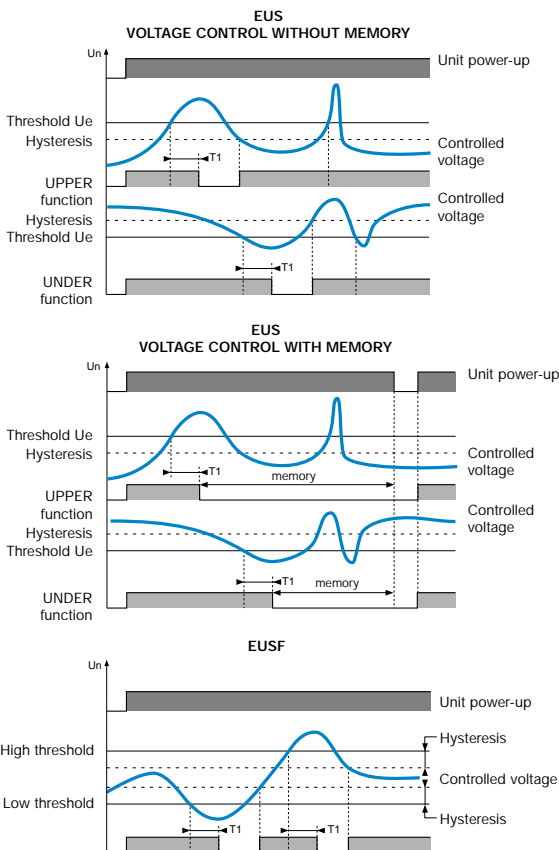 EUS
VOLTAGE CONTROL WITHOUT MEMORY
Un
Unit power-up
Threshold Ue
Hysteresis
T1
Controlled
voltage
UPPER
function
Controlled
voltage
Hysteresis
Threshold Ue
T1
UNDER
function
EUS
VOLTAGE CONTROL WITH MEMORY
Un
Unit power-up
Threshold Ue
Hysteresis
T1
memory
Controlled
voltage
UPPER
function
Controlled
voltage
Hysteresis
Threshold Ue
T1
memory
UNDER
function
EUSF
Un
Unit power-up
Hysteresis
High threshold
Controlled voltage
Low threshold
Hysteresis
T1
T1